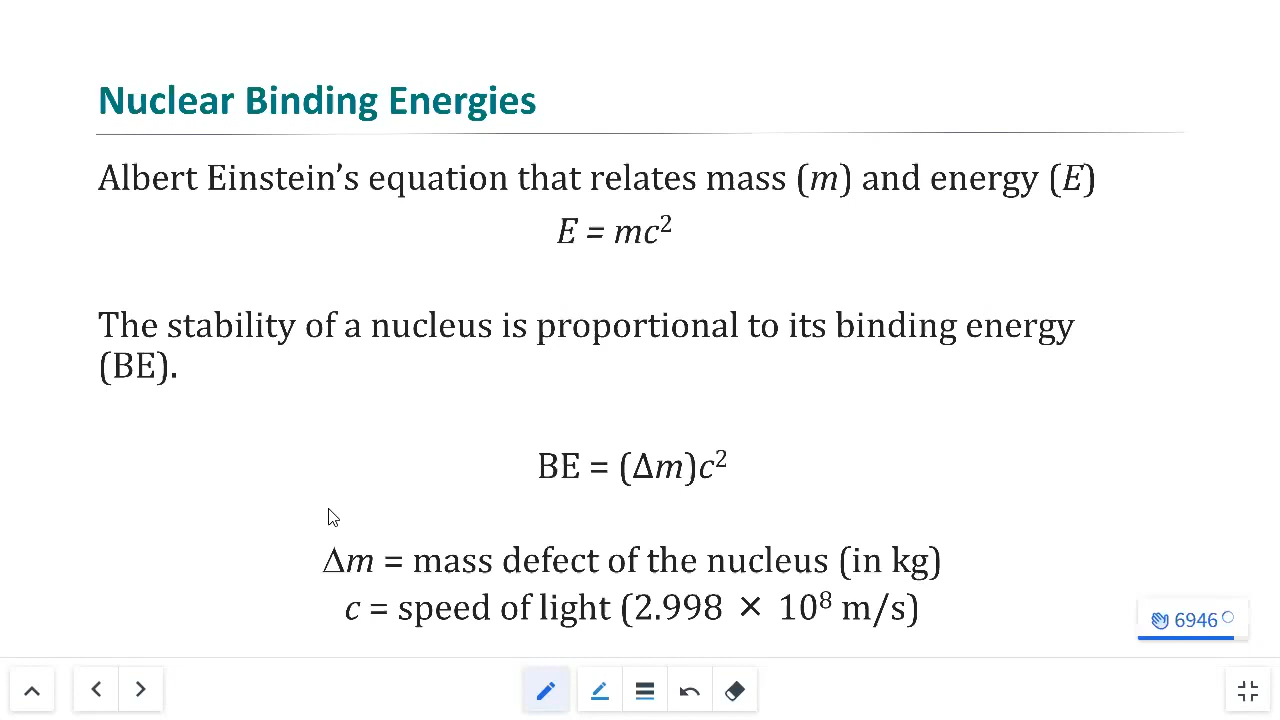 Nuclear Binding Energies
Albert Einstein’s equation that relates mass (m) and energy (E)
E = mc²
The stability of a nucleus is proportional to its binding energy
(BE).
BE = (Δm)c²
Δm = mass defect of the nucleus (in kg)
c = speed of light (2.998 × 10⁸ m/s)
6946